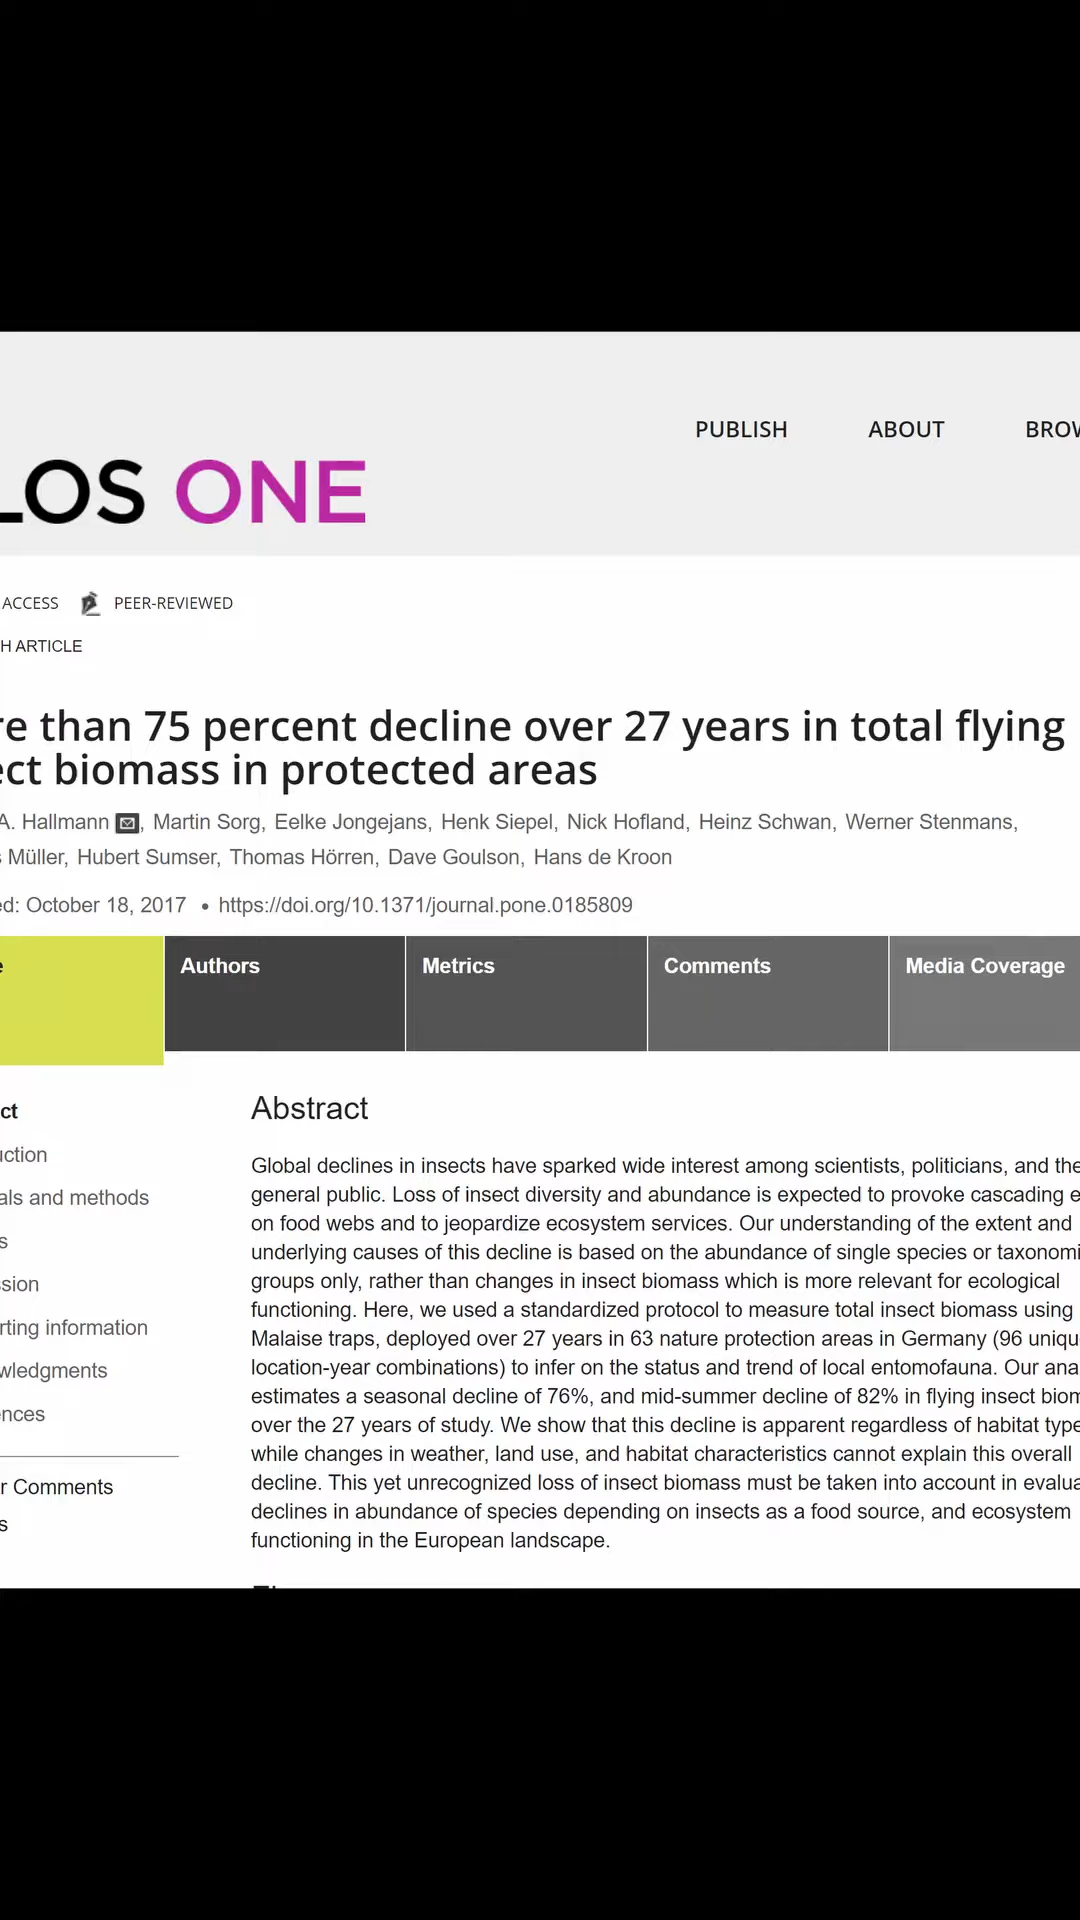 PUBLISH ABOUT BROW
LOS ONE
ACCESS PEER-REVIEWED
H ARTICLE
re than 75 percent decline over 27 years in total flying
ect biomass in protected areas
A. Hallmann , Martin Sorg, Eelke Jongejans, Henk Siepel, Nick Hofland, Heinz Schwan, Werner Stenmans,
s Müller, Hubert Sumser, Thomas Hörren, Dave Goulson, Hans de Kroon
ed: October 18, 2017 • https://doi.org/10.1371/journal.pone.0185809
e Authors Metrics Comments Media Coverage
ct
uction
als and methods
s
sion
rting information
wledgments
ences
r Comments
s
Abstract
Global declines in insects have sparked wide interest among scientists, politicians, and the
general public. Loss of insect diversity and abundance is expected to provoke cascading e
on food webs and to jeopardize ecosystem services. Our understanding of the extent and
underlying causes of this decline is based on the abundance of single species or taxonomi
groups only, rather than changes in insect biomass which is more relevant for ecological
functioning. Here, we used a standardized protocol to measure total insect biomass using
Malaise traps, deployed over 27 years in 63 nature protection areas in Germany (96 uniqu
location-year combinations) to infer on the status and trend of local entomofauna. Our ana
estimates a seasonal decline of 76%, and mid-summer decline of 82% in flying insect biom
over the 27 years of study. We show that this decline is apparent regardless of habitat type
while changes in weather, land use, and habitat characteristics cannot explain this overall
decline. This yet unrecognized loss of insect biomass must be taken into account in evalua
declines in abundance of species depending on insects as a food source, and ecosystem
functioning in the European landscape.